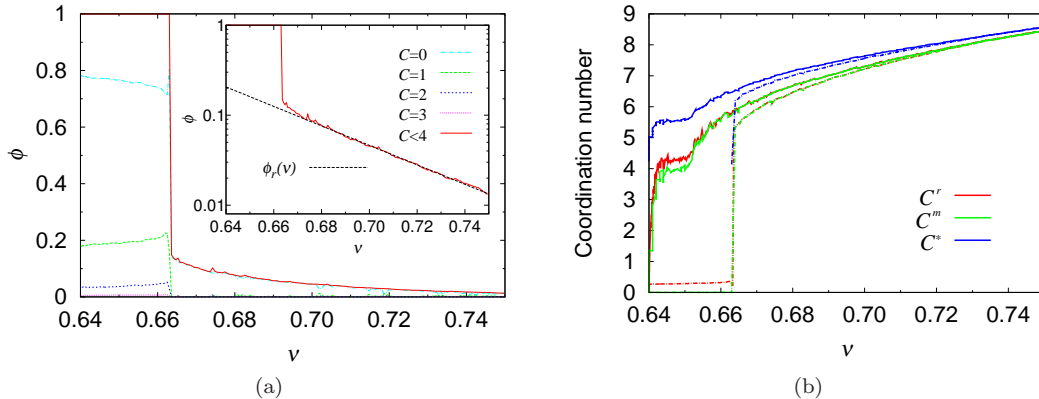 1
0.8
0.6
0.4
0.2
0
0.64 0.66 0.68 0.70 0.72 0.74
ϕ
ν
1
0.1
0.01
0.64 0.66 0.68 0.70 0.72 0.74
ϕ
ν
ϕr(ν)
C=0
C=1
C=2
C=3
C<4
(a)
9
8
7
6
5
4
3
2
1
0
0.64 0.66 0.68 0.70 0.72 0.74
Coordination number
ν
C^r
C^m
C^*
(b)